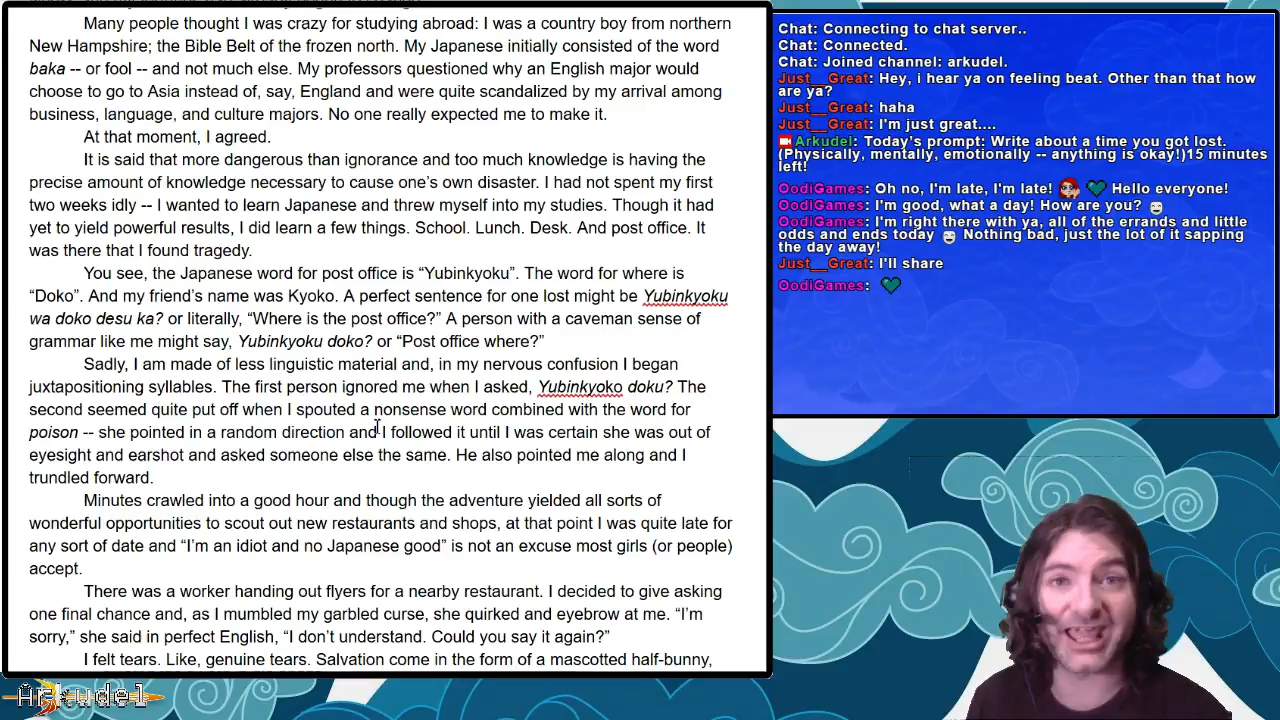 Many people thought I was crazy for studying abroad: I was a country boy from northern
New Hampshire; the Bible Belt of the frozen north. My Japanese initially consisted of the word
baka -- or fool -- and not much else. My professors questioned why an English major would
choose to go to Asia instead of, say, England and were quite scandalized by my arrival among
business, language, and culture majors. No one really expected me to make it.
At that moment, I agreed.
It is said that more dangerous than ignorance and too much knowledge is having the
precise amount of knowledge necessary to cause one's own disaster. I had not spent my first
two weeks idly -- I wanted to learn Japanese and threw myself into my studies. Though it had
yet to yield powerful results, I did learn a few things. School. Lunch. Desk. And post office. It
was there that I found tragedy.
You see, the Japanese word for post office is “Yubinkyoku”. The word for where is
“Doko”. And my friend's name was Kyoko. A perfect sentence for one lost might be Yubinkyoku
wa doko desu ka? or literally, “Where is the post office?” A person with a caveman sense of
grammar like me might say, Yubinkyoku doko? or “Post office where?”
Sadly, I am made of less linguistic material and, in my nervous confusion I began
juxtapositioning syllables. The first person ignored me when I asked, Yubinkyoko doku? The
second seemed quite put off when I spouted a nonsense word combined with the word for
poison -- she pointed in a random direction and I followed it until I was certain she was out of
eyesight and earshot and asked someone else the same. He also pointed me along and I
trundled forward.
Minutes crawled into a good hour and though the adventure yielded all sorts of
wonderful opportunities to scout out new restaurants and shops, at that point I was quite late for
any sort of date and “I'm an idiot and no Japanese good” is not an excuse most girls (or people)
accept.
There was a worker handing out flyers for a nearby restaurant. I decided to give asking
one final chance and, as I mumbled my garbled curse, she quirked and eyebrow at me. “I'm
sorry,” she said in perfect English, “I don't understand. Could you say it again?”
I felt tears. Like, genuine tears. Salvation come in the form of a mascotted half-bunny,
Chat: Connecting to chat server..
Chat: Connected.
Chat: Joined channel: arkudel.
Just__Great: Hey, i hear ya on feeling beat. Other than that how
are ya?
Just__Great: haha
Just__Great: I'm just great....
Arkudel: Today's prompt: Write about a time you got lost.
(Physically, mentally, emotionally -- anything is okay!)15 minutes
left!
OodiGames: Oh no, I'm late, I'm late! Hello everyone!
OodiGames: I'm good, what a day! How are you?
OodiGames: I'm right there with ya, all of the errands and little
odds and ends today Nothing bad, just the lot of it sapping
the day away!
Just__Great: I'll share
OodiGames:
Arkudel